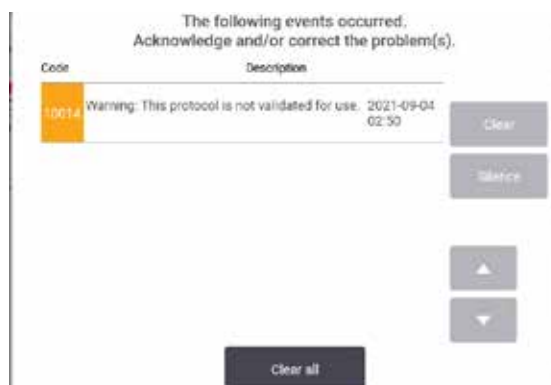 The following events occurred.
Acknowledge and/or correct the problem(s).
Code Description
10014 Warning: This protocol is not validated for use. 2021-09-04
02:50
Clear
Silence
Clear all